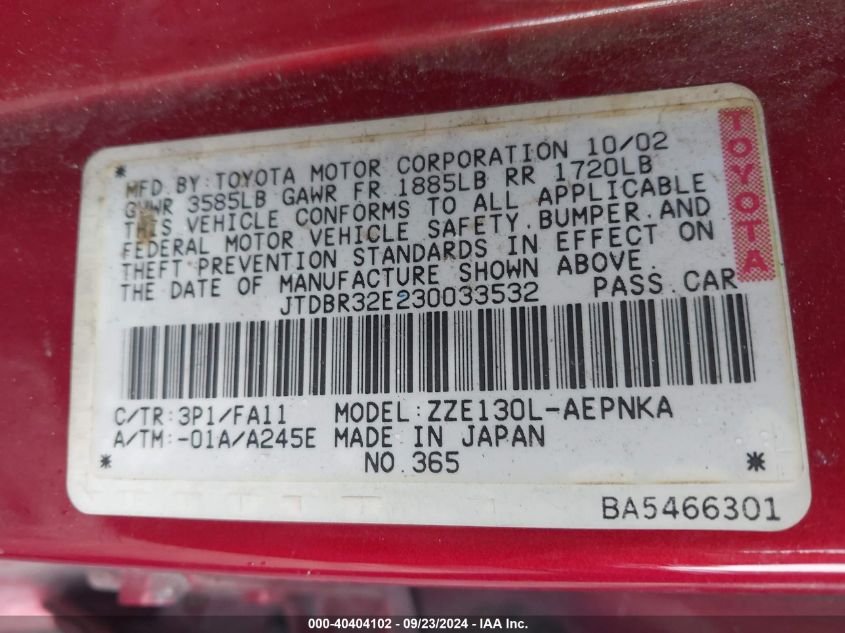 * MFD. BY: TOYOTA MOTOR CORPORATION 10/02
GVWR 3585LB GAWR FR 1885LB RR 1720LB
THIS VEHICLE CONFORMS TO ALL APPLICABLE
FEDERAL MOTOR VEHICLE SAFETY, BUMPER, AND
THEFT PREVENTION STANDARDS IN EFFECT ON
THE DATE OF MANUFACTURE SHOWN ABOVE.
JTDBR32E230033532 PASS. CAR
TOYOTA
C/TR: 3P1/FA11 MODEL: ZZE130L-AEPNKA
A/TM: -01A/A245E MADE IN JAPAN
* NO. 365 *
BA5466301
000-40404102 - 09/23/2024 - IAA Inc.